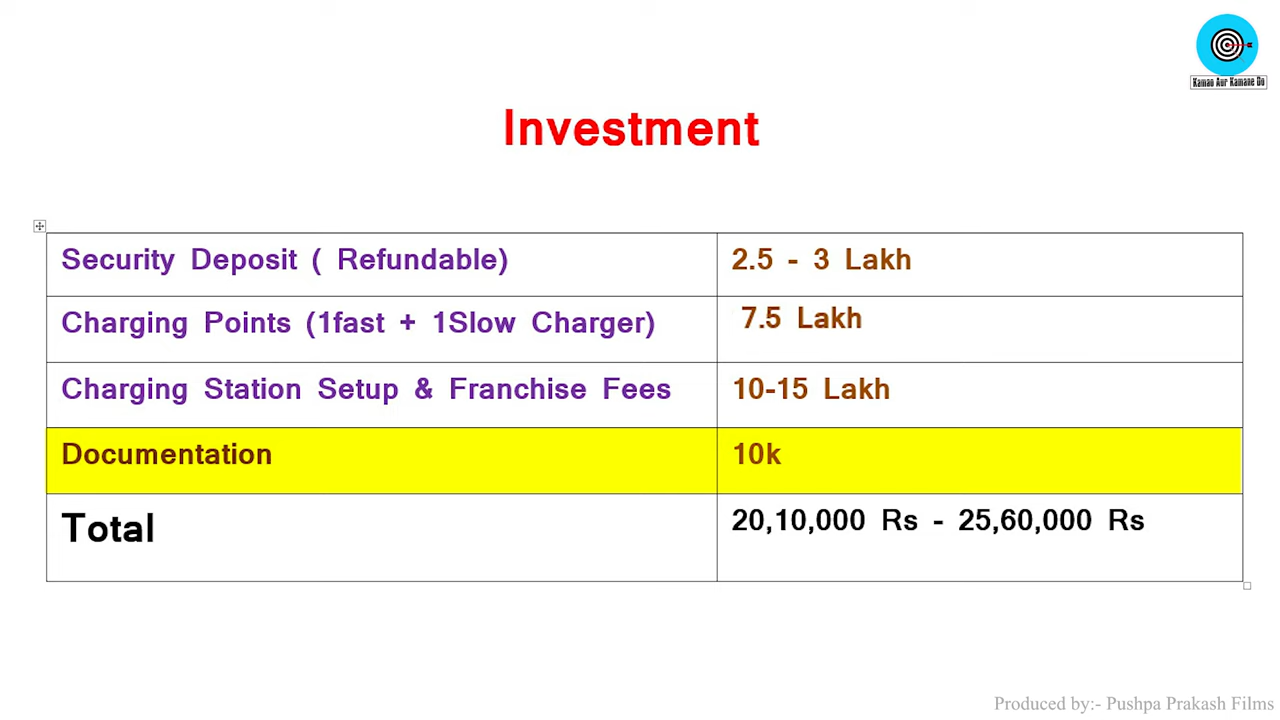 Kamao Aur Kamane Do
Investment
Security Deposit ( Refundable) 2.5 - 3 Lakh
Charging Points (1fast + 1Slow Charger) 7.5 Lakh
Charging Station Setup & Franchise Fees 10-15 Lakh
Documentation 10k
Total 20,10,000 Rs - 25,60,000 Rs
Produced by:- Pushpa Prakash Films